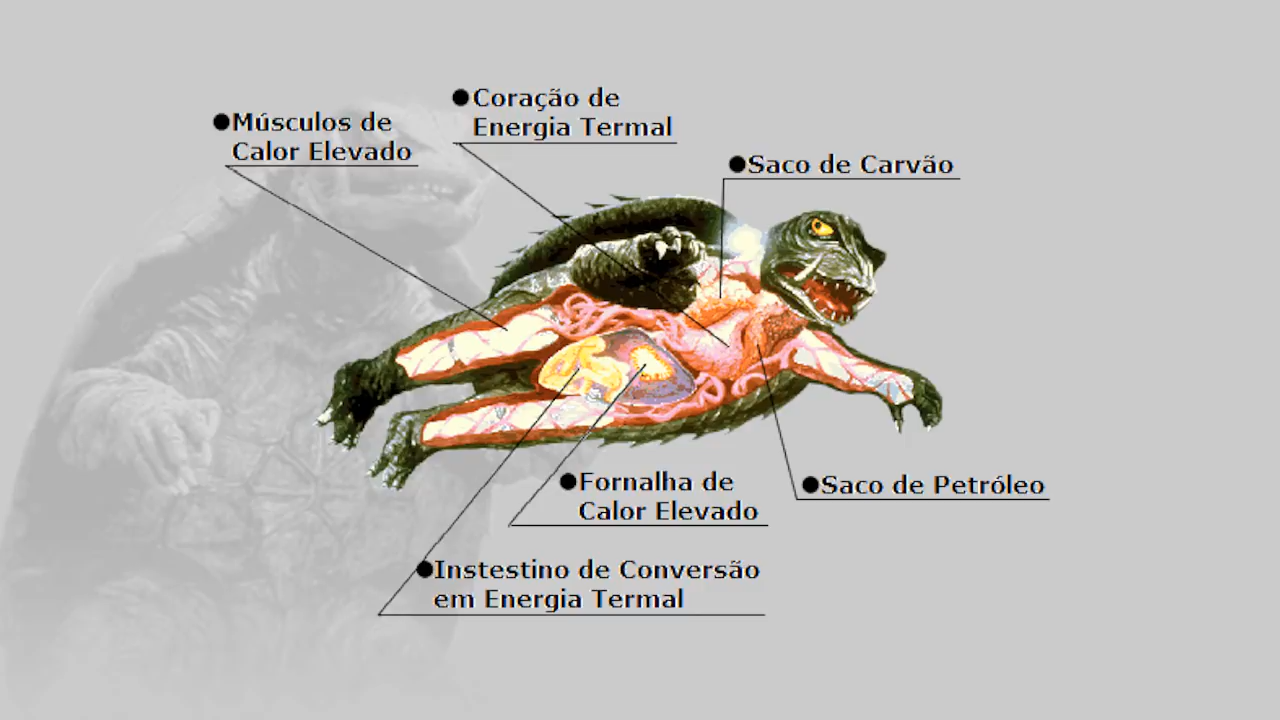 ●Músculos de
Calor Elevado
●Coração de
Energia Termal
●Saco de Carvão
●Fornalha de
Calor Elevado
●Saco de Petróleo
●Instestino de Conversão
em Energia Termal